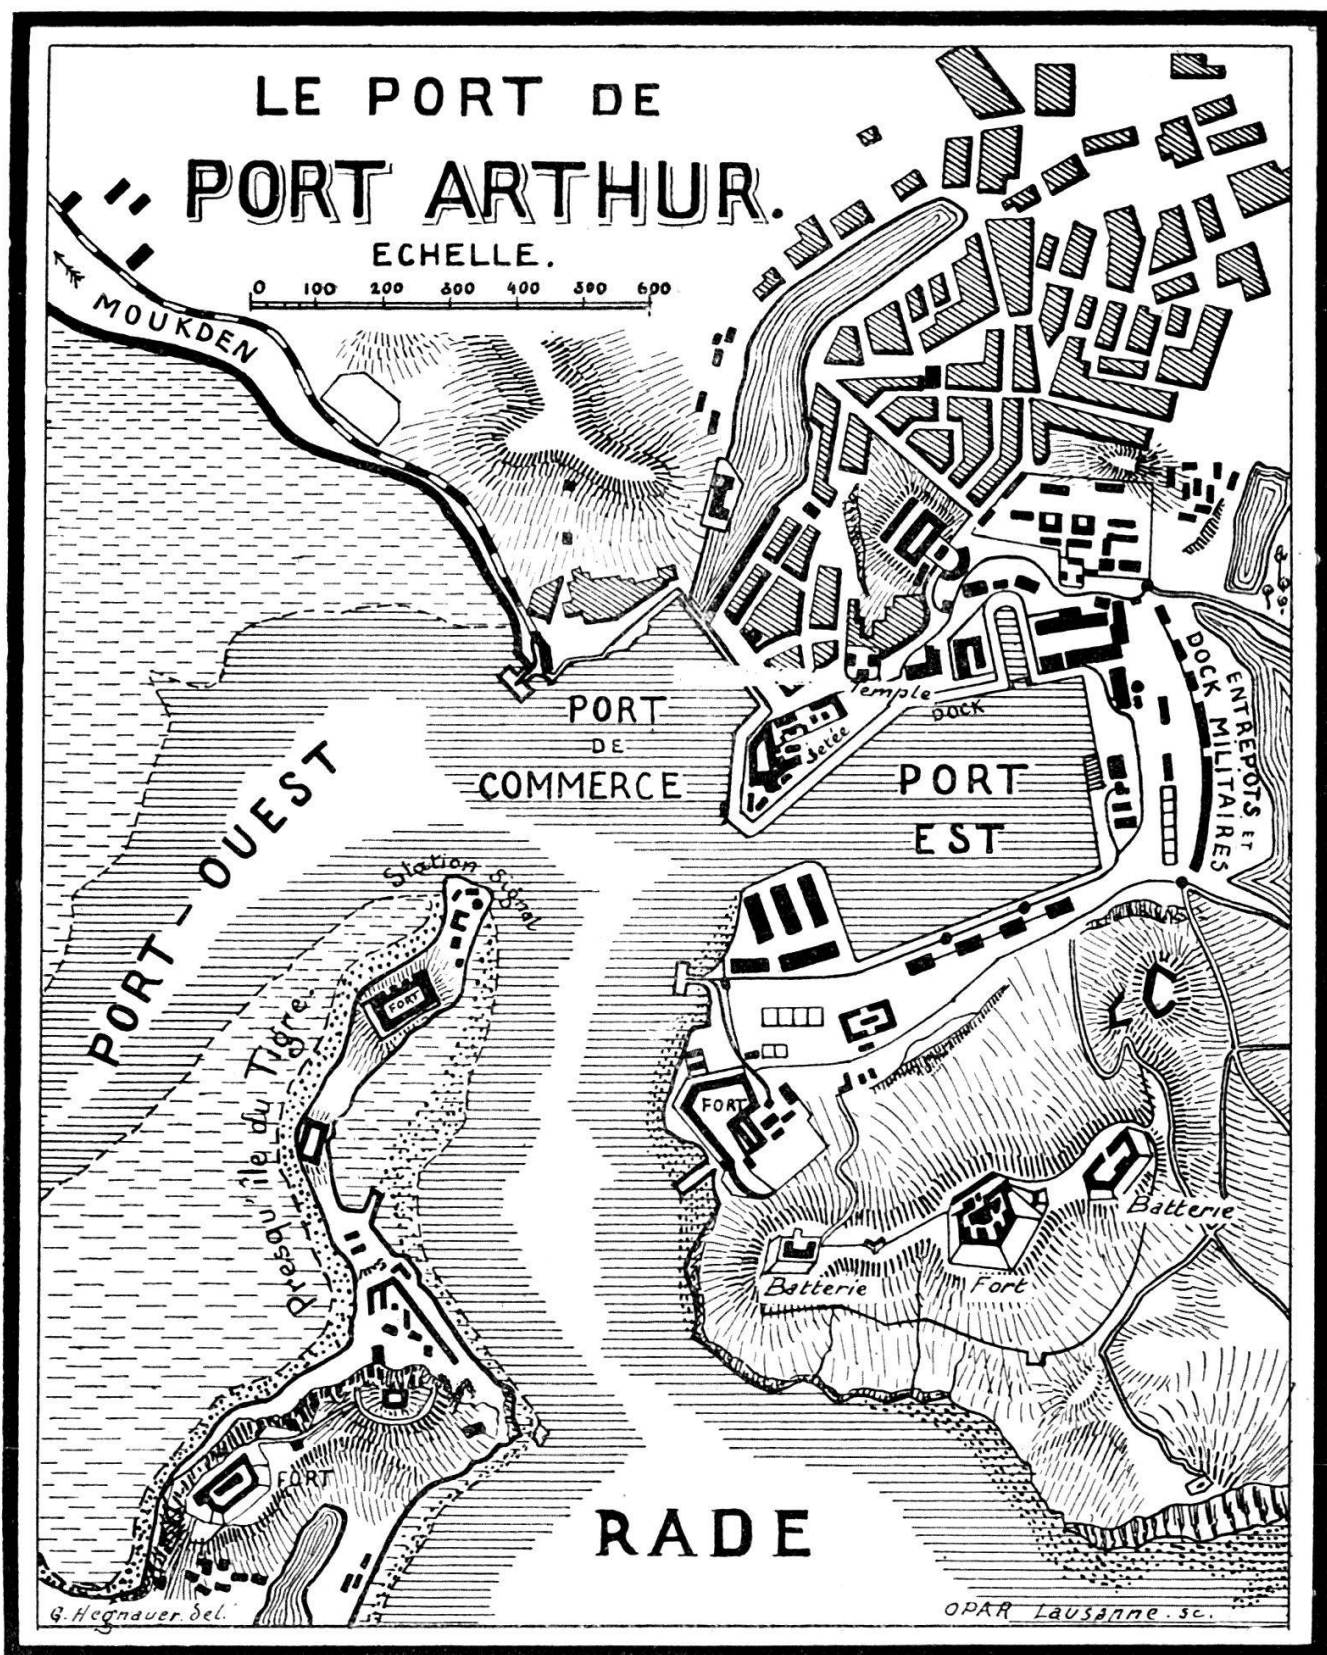 LE PORT DE
PORT ARTHUR.
ECHELLE.
0 100 200 300 400 500 600
MOUKDEN
PORT
DE
COMMERCE
Temple
DOCK
Jetée
PORT
EST
ENTREPOTS ET
DOCK MILITAIRES
PORT-OUEST
Station signal
FORT
Presqu'île du Tigre.
FORT
Batterie
Batterie
Fort
FORT
RADE
G. Hegnauer. del.
OPAR Lausanne. sc.